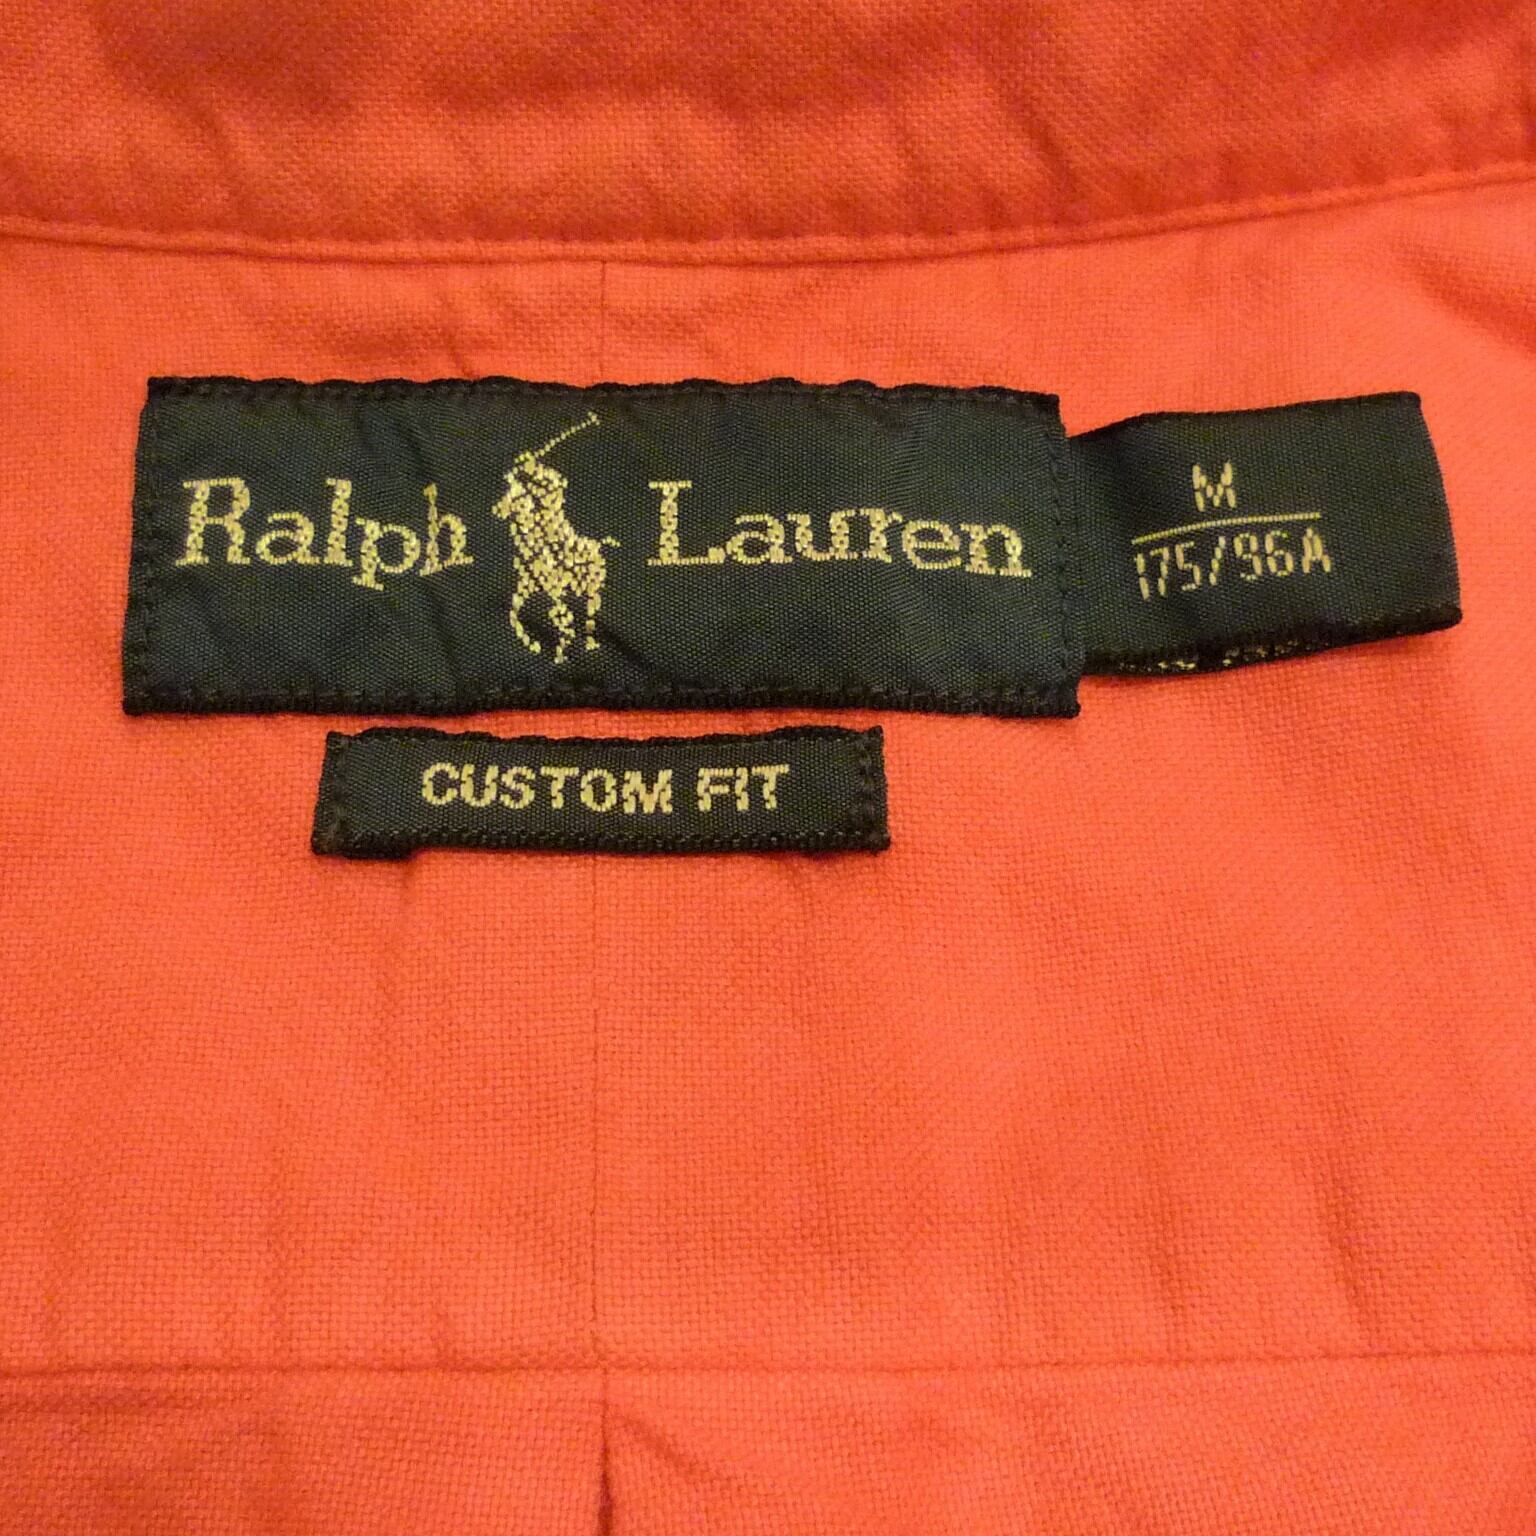 Ralph Lauren
M
175/96A
CUSTOM FIT